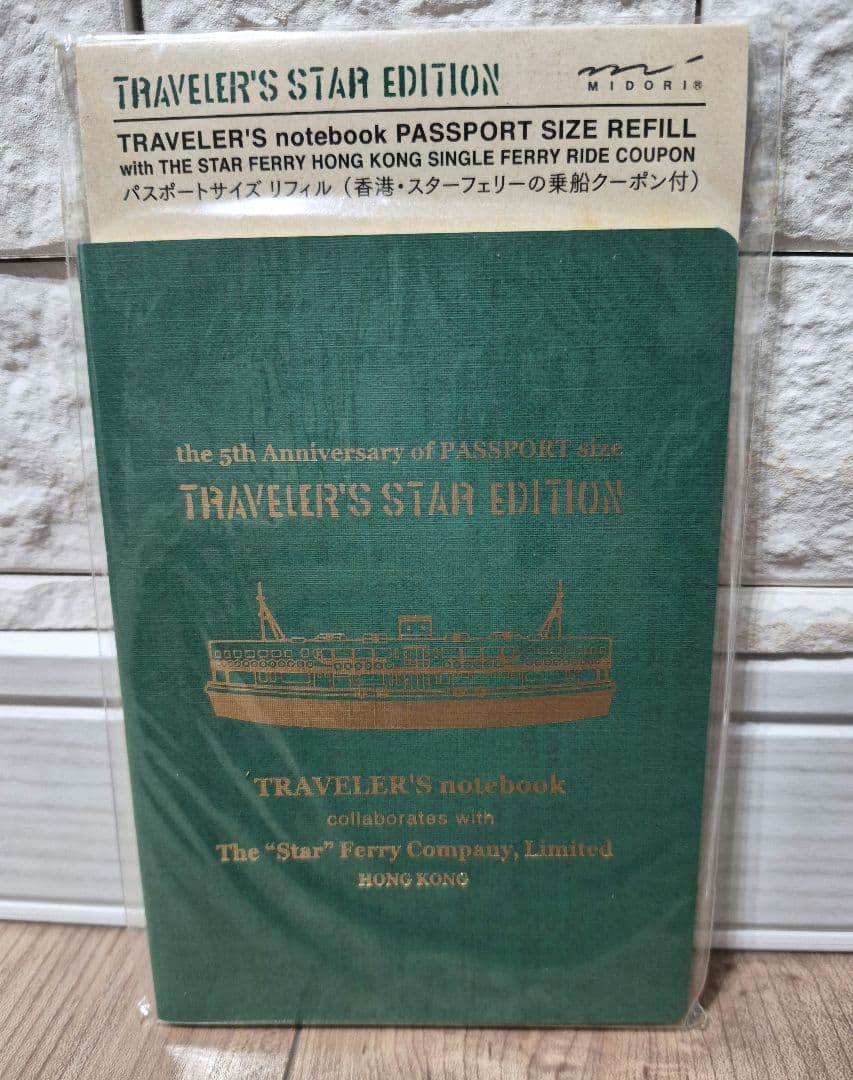 TRAVELER'S STAR EDITION
MIDORI®
TRAVELER'S notebook PASSPORT SIZE REFILL
with THE STAR FERRY HONG KONG SINGLE FERRY RIDE COUPON
パスポートサイズ リフィル（香港・スターフェリーの乗船クーポン付）
the 5th Anniversary of PASSPORT size
TRAVELER'S STAR EDITION
TRAVELER'S notebook
collaborates with
The “Star” Ferry Company, Limited
HONG KONG